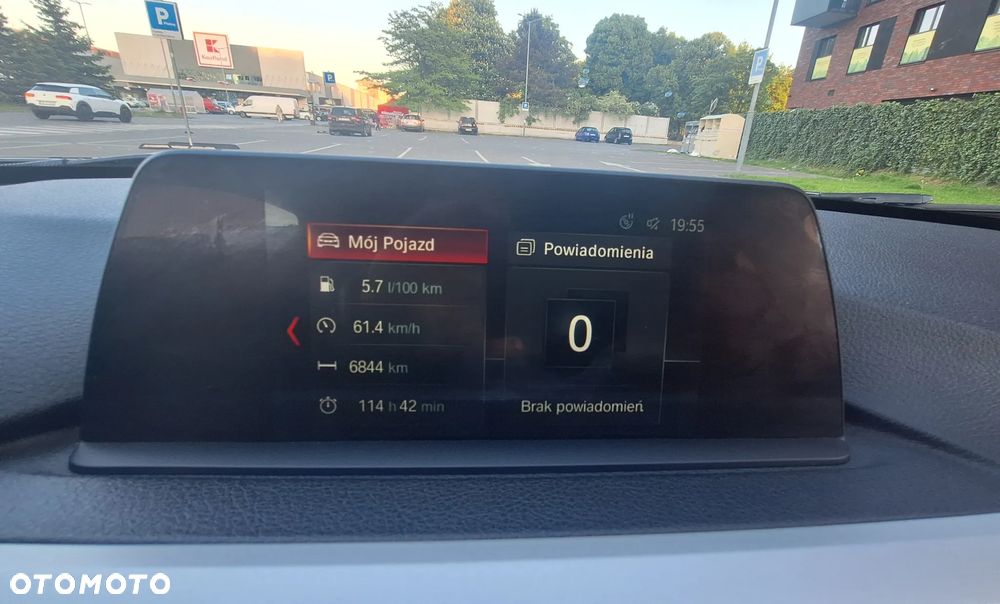 P
Kaufland
P
P
19:55
Mój Pojazd
5.7 l/100 km
61.4 km/h
6844 km
114 h 42 min
Powiadomienia
0
Brak powiadomień
OTOMOTO